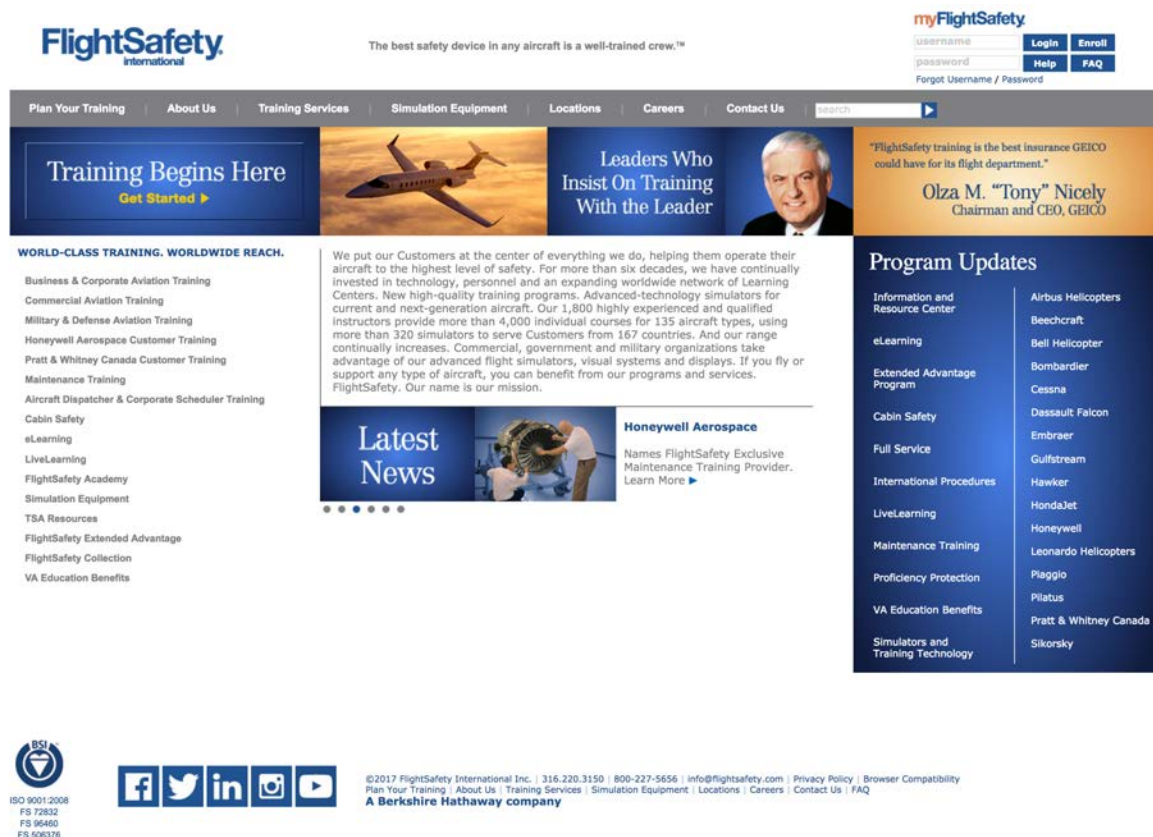 FlightSafety
international
The best safety device in any aircraft is a well-trained crew.™
myFlightSafety
username
Login
Enroll
password
Help
FAQ
Forgot Username / Password
Plan Your Training | About Us | Training Services | Simulation Equipment | Locations | Careers | Contact Us |
search
Training Begins Here
Get Started
Leaders Who
Insist On Training
With the Leader
"FlightSafety training is the best insurance GEICO
could have for its flight department."
Olza M. "Tony" Nicely
Chairman and CEO, GEICO
WORLD-CLASS TRAINING. WORLDWIDE REACH.
Business & Corporate Aviation Training
Commercial Aviation Training
Military & Defense Aviation Training
Honeywell Aerospace Customer Training
Pratt & Whitney Canada Customer Training
Maintenance Training
Aircraft Dispatcher & Corporate Scheduler Training
Cabin Safety
eLearning
LiveLearning
FlightSafety Academy
Simulation Equipment
TSA Resources
FlightSafety Extended Advantage
FlightSafety Collection
VA Education Benefits
We put our Customers at the center of everything we do, helping them operate their
aircraft to the highest level of safety. For more than six decades, we have continually
invested in technology, personnel and an expanding worldwide network of Learning
Centers. New high-quality training programs. Advanced-technology simulators for
current and next-generation aircraft. Our 1,800 highly experienced and qualified
instructors provide more than 4,000 individual courses for 135 aircraft types, using
more than 320 simulators to serve Customers from 167 countries. And our range
continually increases. Commercial, government and military organizations take
advantage of our advanced flight simulators, visual systems and displays. If you fly or
support any type of aircraft, you can benefit from our programs and services.
FlightSafety. Our name is our mission.
Latest
News
Honeywell Aerospace
Names FlightSafety Exclusive
Maintenance Training Provider.
Learn More
Program Updates
Information and
Resource Center
eLearning
Extended Advantage
Program
Cabin Safety
Full Service
International Procedures
LiveLearning
Maintenance Training
Proficiency Protection
VA Education Benefits
Simulators and
Training Technology
Airbus Helicopters
Beechcraft
Bell Helicopter
Bombardier
Cessna
Dassault Falcon
Embraer
Gulfstream
Hawker
HondaJet
Honeywell
Leonardo Helicopters
Piaggio
Pilatus
Pratt & Whitney Canada
Sikorsky
BSI
ISO 9001:2008
FS 72832
FS 96460
FS 506376
©2017 FlightSafety International Inc. | 316.220.3150 | 800-227-5656 | info@flightsafety.com | Privacy Policy | Browser Compatibility
Plan Your Training | About Us | Training Services | Simulation Equipment | Locations | Careers | Contact Us | FAQ
A Berkshire Hathaway company